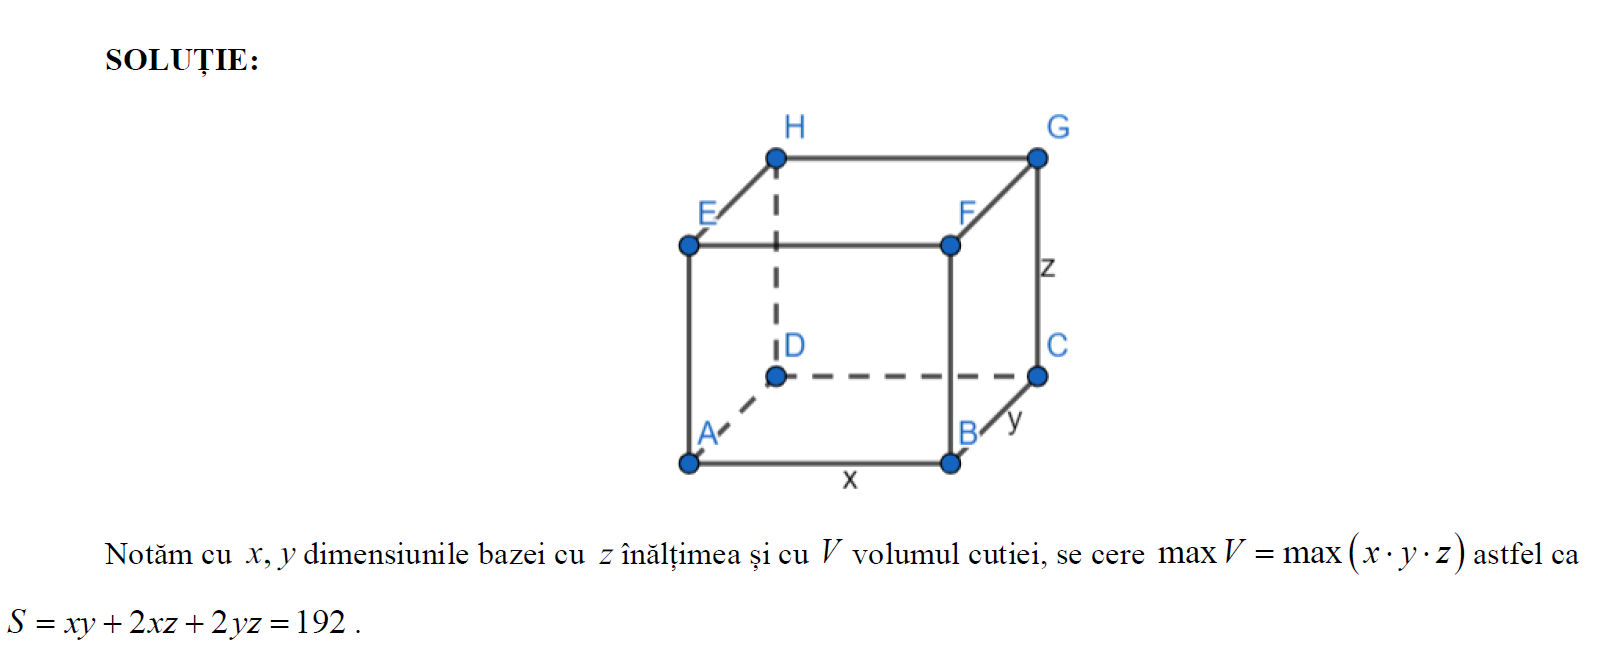 SOLUȚIE:
H G
E F
z
D C
A B y
x
Notăm cu x, y dimensiunile bazei cu z înălțimea și cu V volumul cutiei, se cere max V = max (x · y · z) astfel ca
S = xy + 2xz + 2yz = 192 .